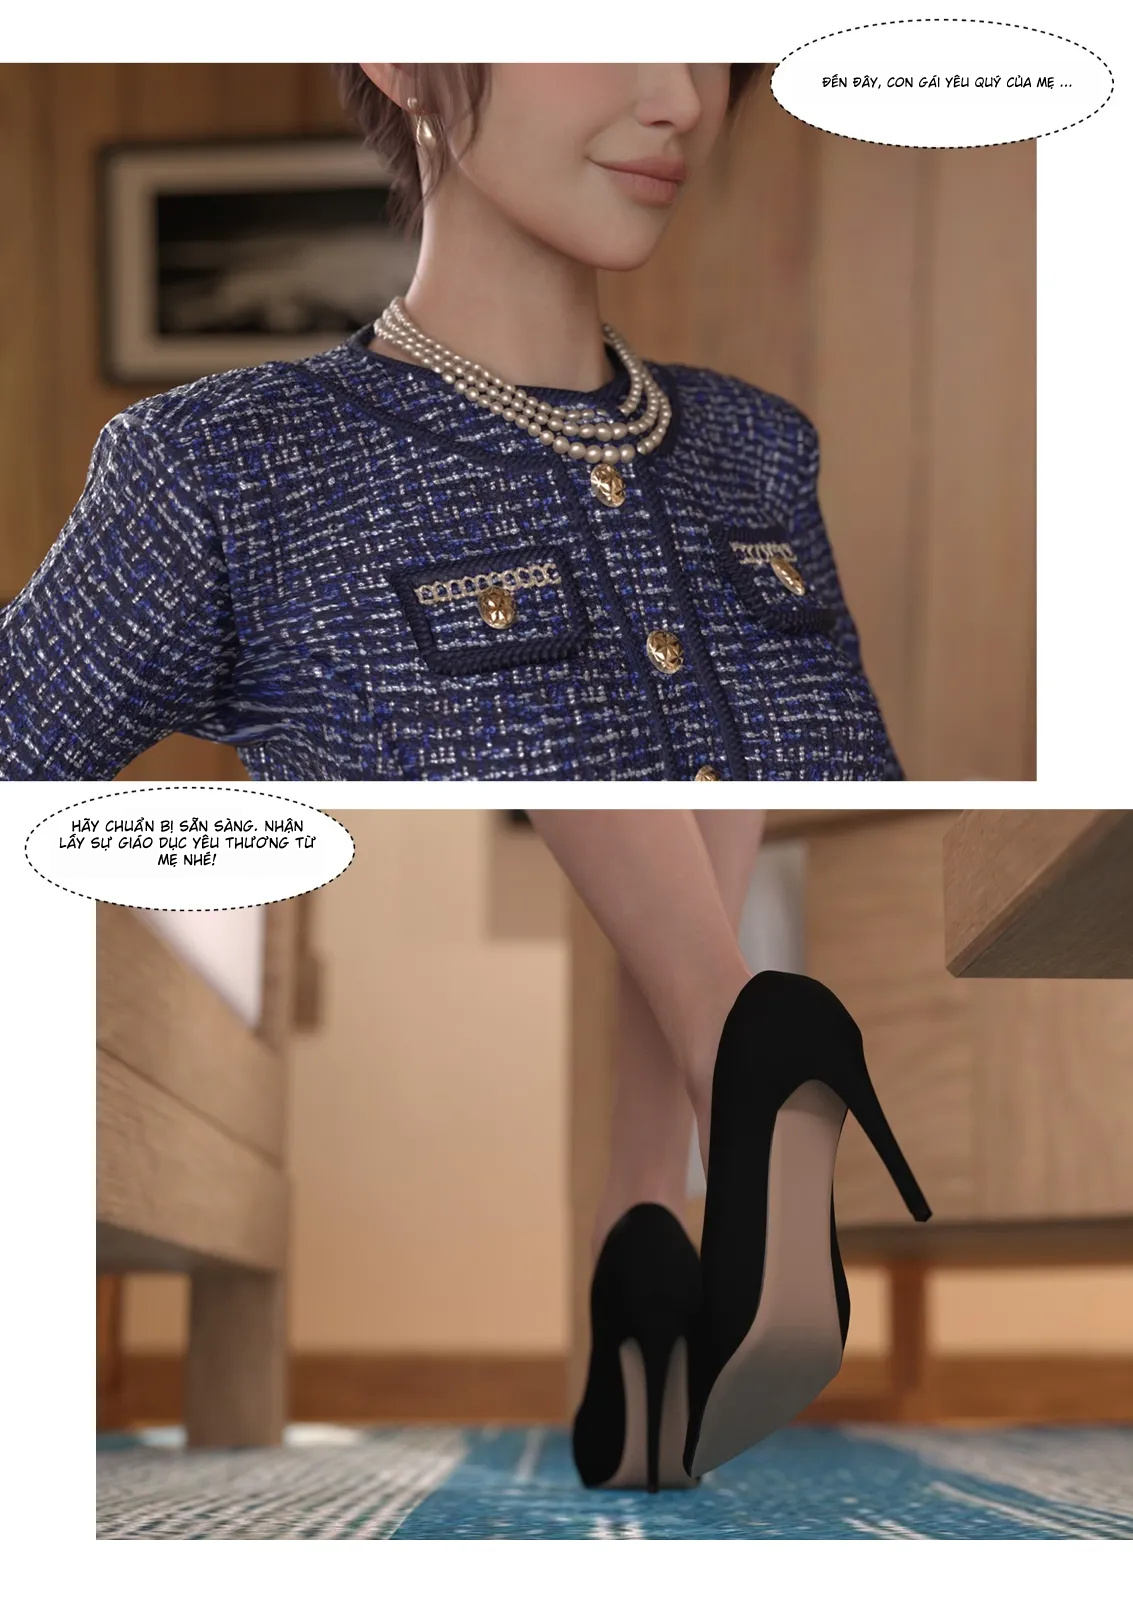 ĐẾN ĐÂY, CON GÁI YÊU QUÝ CỦA MẸ ...
HÃY CHUẨN BỊ SẴN SÀNG. NHẬN
LẤY SỰ GIÁO DỤC YÊU THƯƠNG TỪ
MẸ NHÉ!